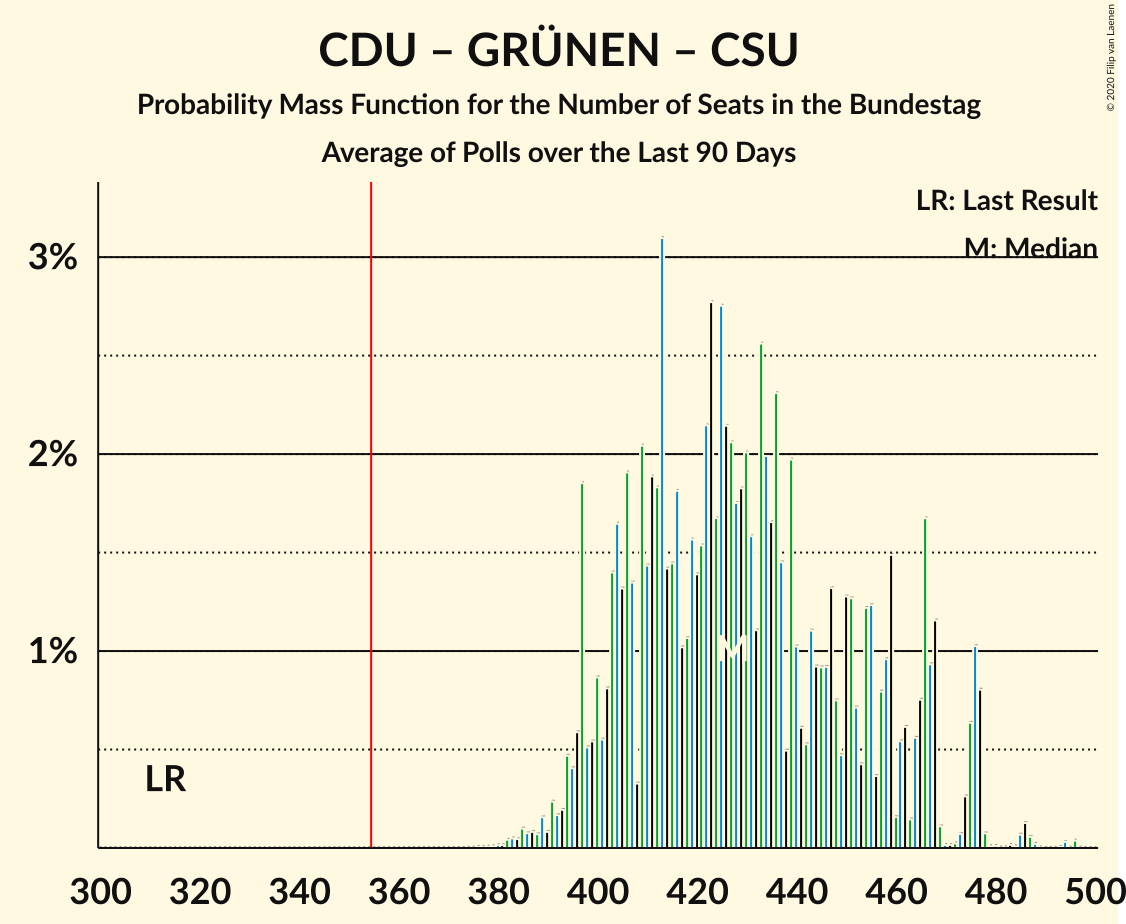 CDU – GRÜNEN – CSU
Probability Mass Function for the Number of Seats in the Bundestag
Average of Polls over the Last 90 Days
© 2020 Filip van Laenen
LR: Last Result
M: Median
3%
2%
1%
M
LR
300 320 340 360 380 400 420 440 460 480 500